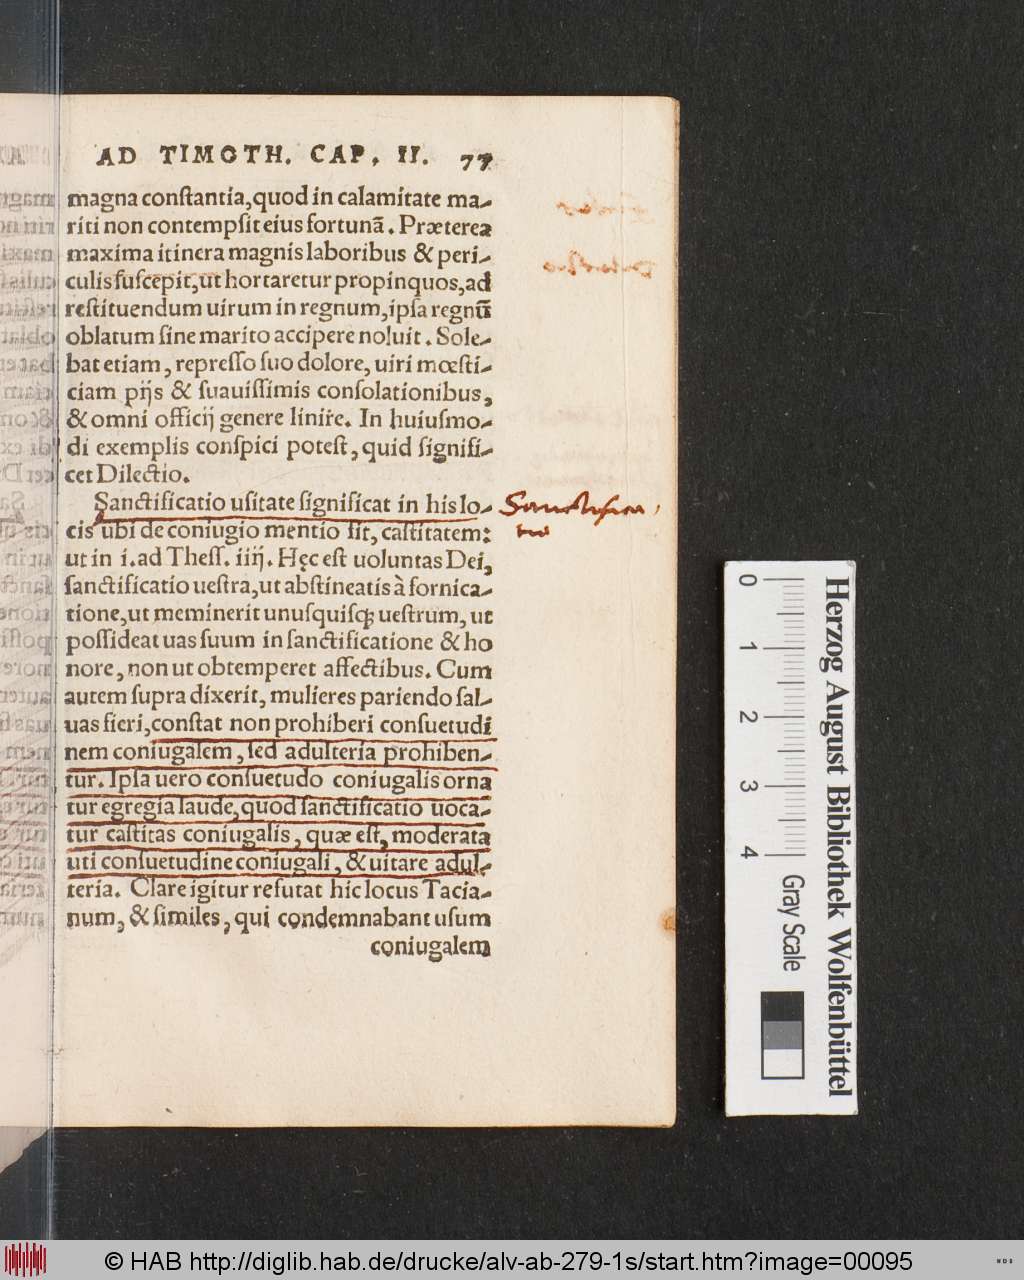 AD TIMOTH. CAP, II. 77
magna conſtantia,quod in calamitate ma-
riti non contempſit eius fortunā. Præterea
maxima itinera magnis laboribus & peri-
culis ſuſcepit,ut hortaretur propinquos,ad
reſtituendum uirum in regnum,ipſa regnū
oblatum ſine marito accipere noluit. Sole-
bat etiam, repreſſo ſuo dolore, uiri mœſti-
ciam pijs & ſuauiſſimis conſolationibus,
& omni officij genere linire. In huiuſmo-
di exemplis conſpici poteſt, quid ſignifi-
cet Dilectio.
Sanctificatio uſitate ſignificat in his lo-
cis ubi de coniugio mentio fit, caſtitatem:
ut in i. ad Theſſ. iiij. Hęc eſt uoluntas Dei,
ſanctificatio ueſtra,ut abſtineatis à fornica-
tione,ut meminerit unuſquiſq; ueſtrum, ut
poſſideat uas ſuum in ſanctificatione & ho
nore, non ut obtemperet affectibus. Cum
autem ſupra dixerit, mulieres pariendo ſal-
uas fieri,conſtat non prohiberi conſuetudi
nem coniugalem, ſed adulteria prohiben-
tur. Ipſa uero conſuetudo coniugalis orna
tur egregia laude,quod ſanctificatio uoca-
tur caſtitas coniugalis, quæ eſt, moderata
uti conſuetudine coniugali, & uitare adul-
teria. Clare igitur refutat hic locus Tacia-
num, & ſimiles, qui condemnabant uſum
coniugalem
Sanctifica
tio
Herzog August Bibliothek Wolfenbüttel
0 1 2 3 4 Gray Scale
© HAB http://diglib.hab.de/drucke/alv-ab-279-1s/start.htm?image=00095